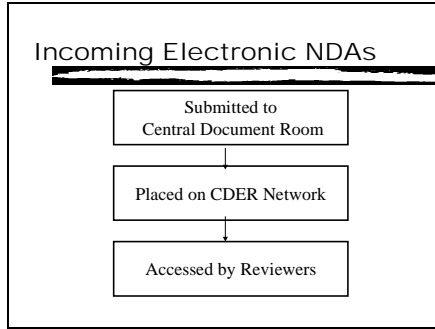 Incoming Electronic NDAs
Submitted to
Central Document Room
Placed on CDER Network
Accessed by Reviewers